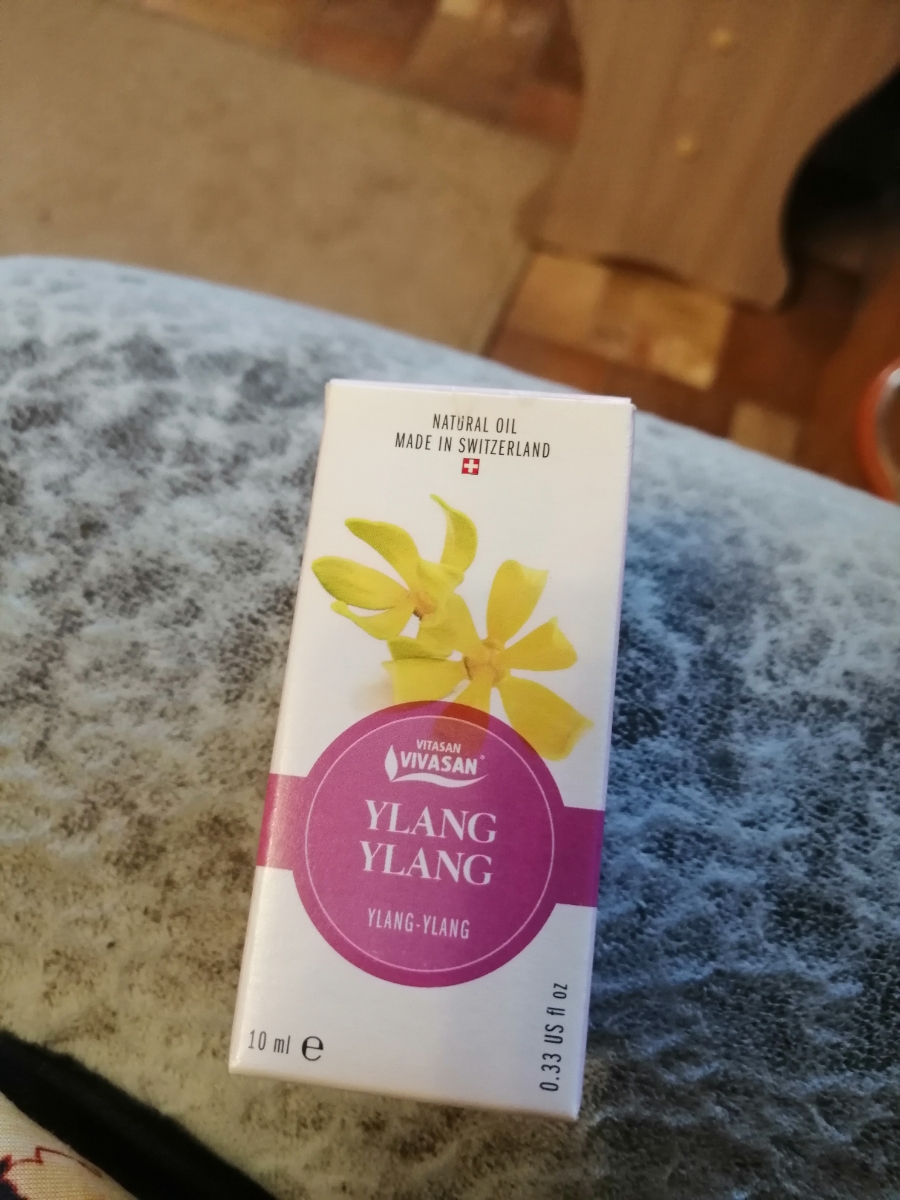 NATURAL OIL
MADE IN SWITZERLAND
VITASAN
VIVASAN®
YLANG
YLANG
YLANG-YLANG
10 ml ℮
0.33 US fl oz